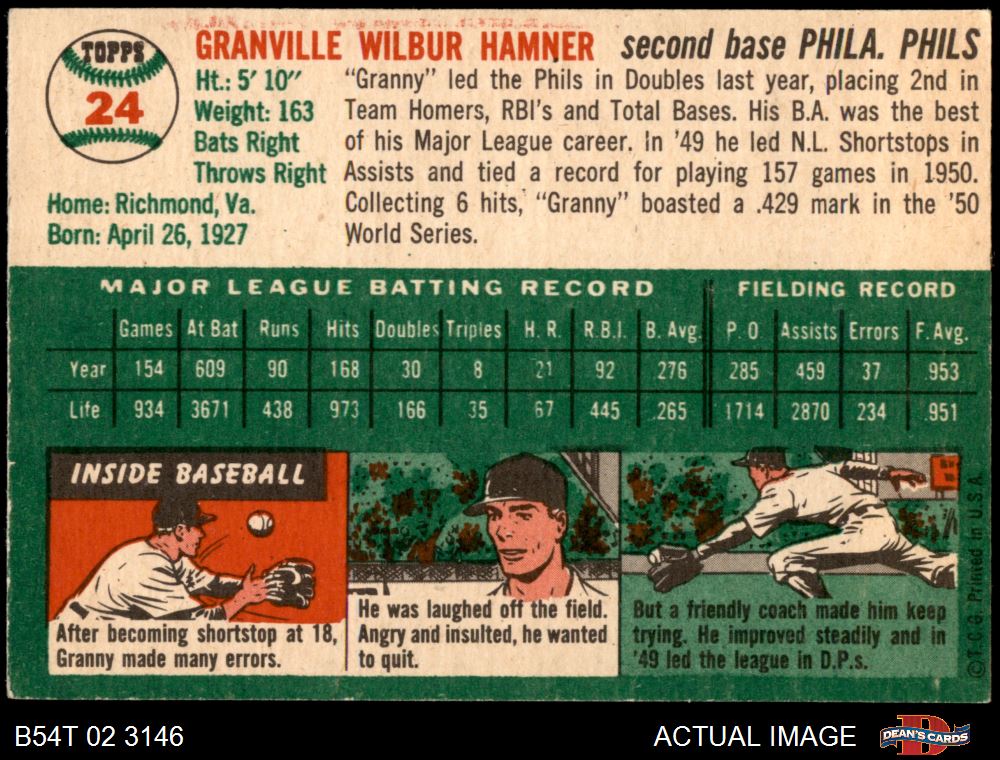 TOPPS
24
GRANVILLE WILBUR HAMNER second base PHILA. PHILS
Ht.: 5' 10"
Weight: 163
Bats Right
Throws Right
Home: Richmond, Va.
Born: April 26, 1927
"Granny" led the Phils in Doubles last year, placing 2nd in
Team Homers, RBI's and Total Bases. His B.A. was the best
of his Major League career. In '49 he led N.L. Shortstops in
Assists and tied a record for playing 157 games in 1950.
Collecting 6 hits, "Granny" boasted a .429 mark in the '50
World Series.
MAJOR LEAGUE BATTING RECORD FIELDING RECORD
Games At Bat Runs Hits Doubles Triples H. R. R.B.I. B. Avg. P. O Assists Errors F. Avg.
Year 154 609 90 168 30 8 21 92 .276 285 459 37 .953
Life 934 3671 438 973 166 35 67 445 .265 1714 2870 234 .951
INSIDE BASEBALL
After becoming shortstop at 18,
Granny made many errors.
He was laughed off the field.
Angry and insulted, he wanted
to quit.
But a friendly coach made him keep
trying. He improved steadily and in
'49 led the league in D.P.s.
©T.C.G. Printed in U.S.A.
B54T 02 3146 ACTUAL IMAGE DEAN'S CARDS